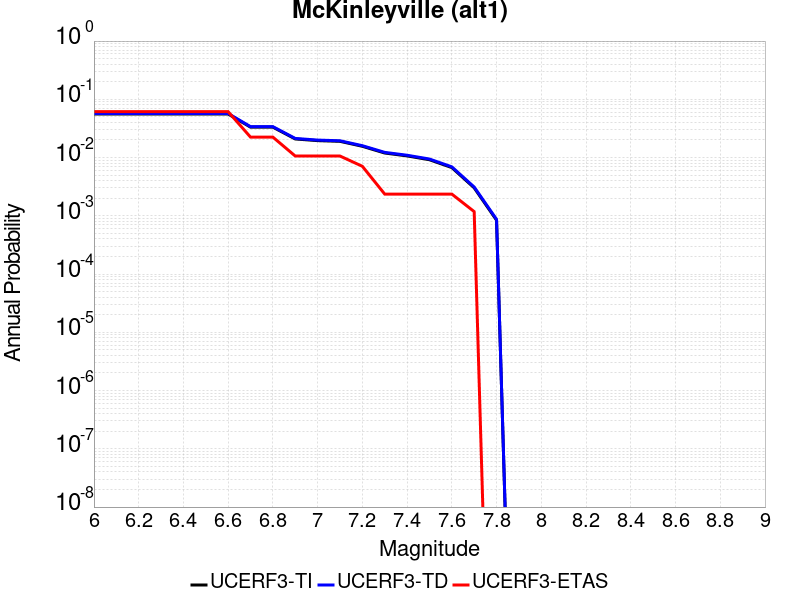 McKinleyville (alt1)
10^0
10^-1
10^-2
10^-3
10^-4
10^-5
10^-6
10^-7
10^-8
Annual Probability
6 6.2 6.4 6.6 6.8 7 7.2 7.4 7.6 7.8 8 8.2 8.4 8.6 8.8 9
Magnitude
UCERF3-TI UCERF3-TD UCERF3-ETAS